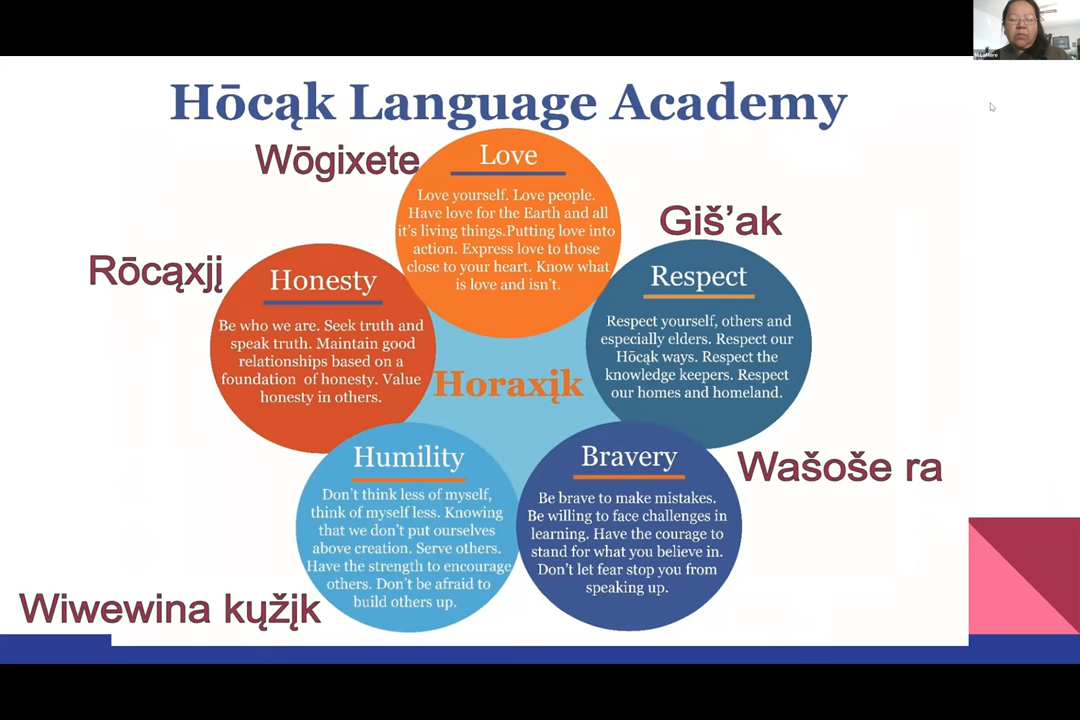 Hōcąk Language Academy
Wōgixete
Love
Love yourself. Love people.
Have love for the Earth and all
it's living things.Putting love into
action. Express love to those
close to your heart. Know what
is love and isn't.
Giš'ak
Respect
Respect yourself, others and
especially elders. Respect our
Hōcąk ways. Respect the
knowledge keepers. Respect
our homes and homeland.
Rōcąxjį
Honesty
Be who we are. Seek truth and
speak truth. Maintain good
relationships based on a
foundation of honesty. Value
honesty in others.
Horaxįk
Humility
Don't think less of myself,
think of myself less. Knowing
that we don't put ourselves
above creation. Serve others.
Have the strength to encourage
others. Don't be afraid to
build others up.
Wiwewina kųžįk
Bravery
Be brave to make mistakes.
Be willing to face challenges in
learning. Have the courage to
stand for what you believe in.
Don't let fear stop you from
speaking up.
Wašoše ra